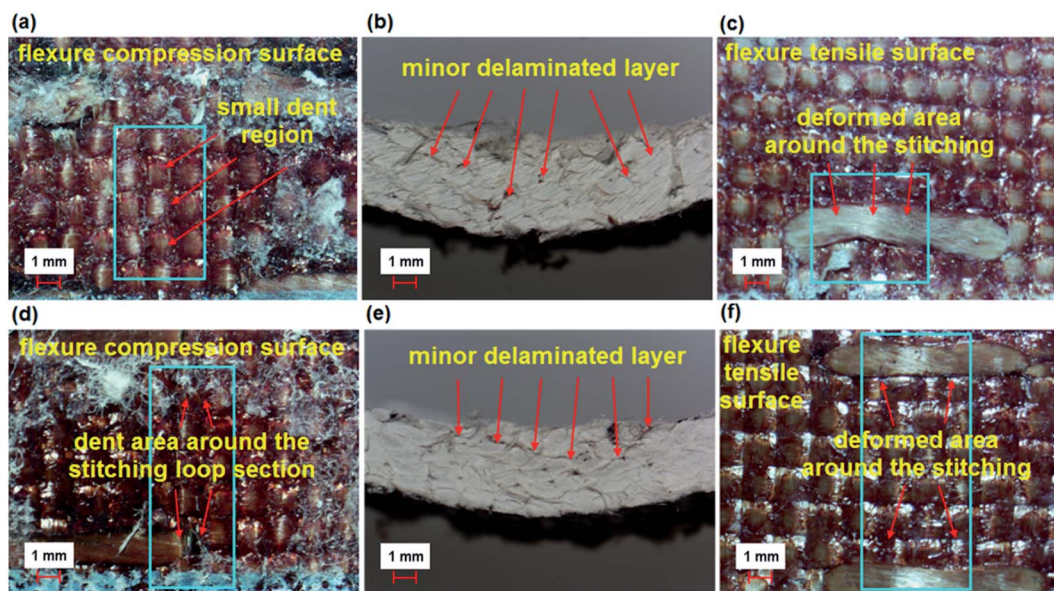 (a)
flexure compression surface
small dent
region
1 mm
(b)
minor delaminated layer
1 mm
(c)
flexure tensile surface
deformed area
around the stitching
1 mm
(d)
flexure compression surface
dent area around the
stitching loop section
1 mm
(e)
minor delaminated layer
1 mm
(f)
flexure
tensile
surface
deformed area
around the stitching
1 mm